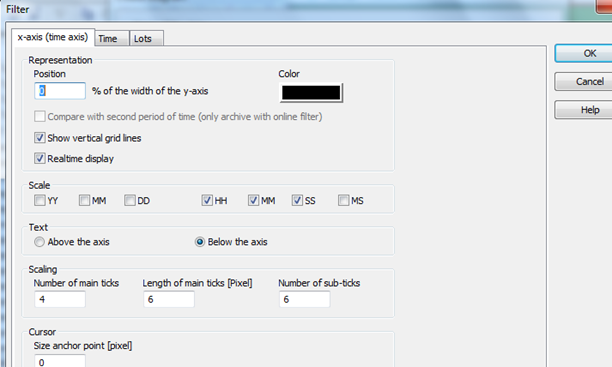 Filter
x-axis (time axis) Time Lots
OK
Cancel
Help
Representation
Position Color
0 % of the width of the y-axis
Compare with second period of time (only archive with online filter)
Show vertical grid lines
Realtime display
Scale
YY MM DD HH MM SS MS
Text
Above the axis Below the axis
Scaling
Number of main ticks Length of main ticks [Pixel] Number of sub-ticks
4 6 6
Cursor
Size anchor point [pixel]
0